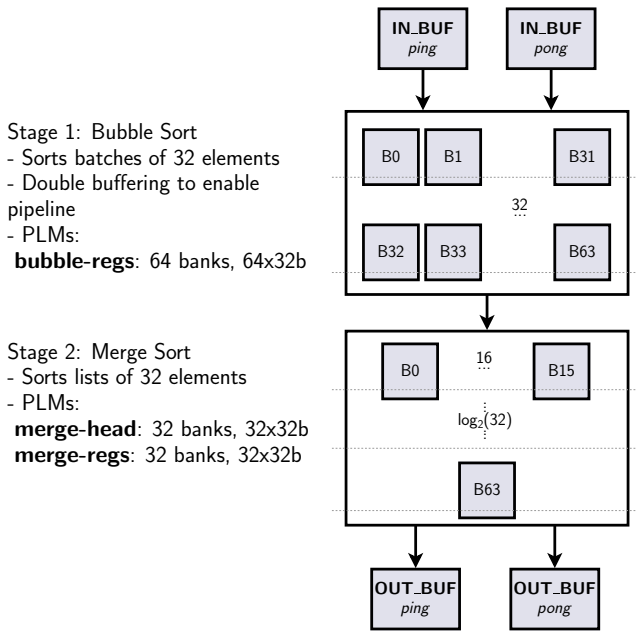 IN_BUF
ping
IN_BUF
pong
Stage 1: Bubble Sort
- Sorts batches of 32 elements
- Double buffering to enable
pipeline
- PLMs:
bubble-regs: 64 banks, 64x32b
B0
B1
B31
32
...
B32
B33
B63
Stage 2: Merge Sort
- Sorts lists of 32 elements
- PLMs:
merge-head: 32 banks, 32x32b
merge-regs: 32 banks, 32x32b
B0
16
...
B15
log₂(32)
B63
OUT_BUF
ping
OUT_BUF
pong